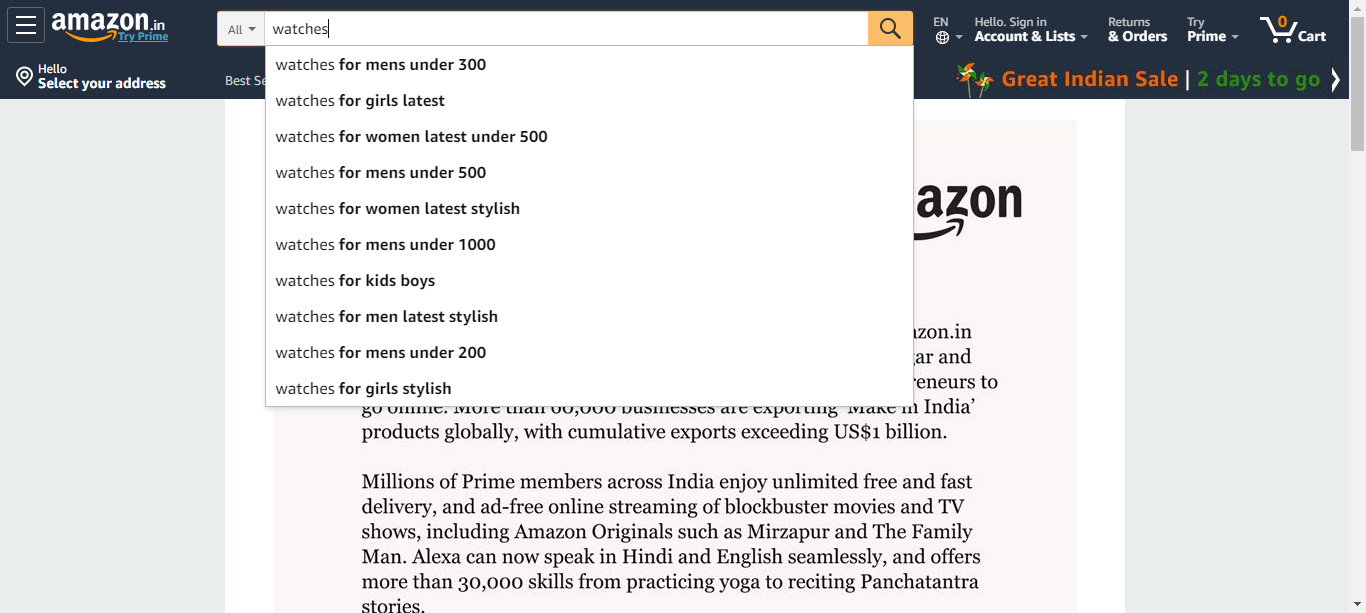 amazon.in
Try Prime
All
watches
EN
Hello. Sign in
Account & Lists
Returns
& Orders
Try
Prime
0
Cart
Hello
Select your address
Best Se
Great Indian Sale | 2 days to go
watches for mens under 300
watches for girls latest
watches for women latest under 500
watches for mens under 500
watches for women latest stylish
watches for mens under 1000
watches for kids boys
watches for men latest stylish
watches for mens under 200
watches for girls stylish
azon
azon.in
gar and
reneurs to
go online. More than 60,000 businesses are exporting ‘Make in India’
products globally, with cumulative exports exceeding US$1 billion.
Millions of Prime members across India enjoy unlimited free and fast
delivery, and ad-free online streaming of blockbuster movies and TV
shows, including Amazon Originals such as Mirzapur and The Family
Man. Alexa can now speak in Hindi and English seamlessly, and offers
more than 30,000 skills from practicing yoga to reciting Panchatantra
stories.